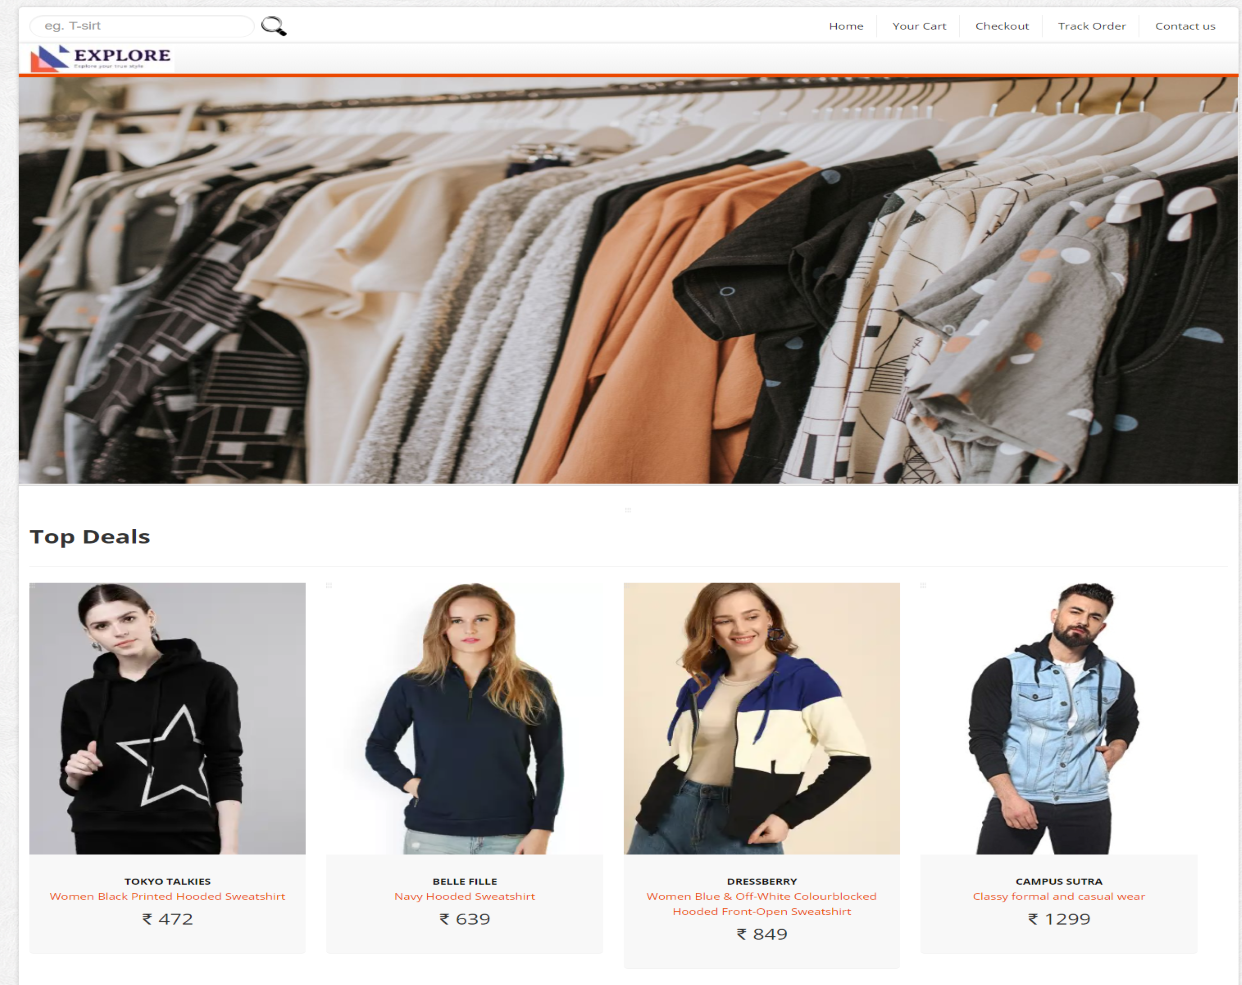 eg. T-sirt
Home
Your Cart
Checkout
Track Order
Contact us
EXPLORE
Explore your true style
Top Deals
TOKYO TALKIES
Women Black Printed Hooded Sweatshirt
₹ 472
BELLE FILLE
Navy Hooded Sweatshirt
₹ 639
DRESSBERRY
Women Blue & Off-White Colourblocked
Hooded Front-Open Sweatshirt
₹ 849
CAMPUS SUTRA
Classy formal and casual wear
₹ 1299